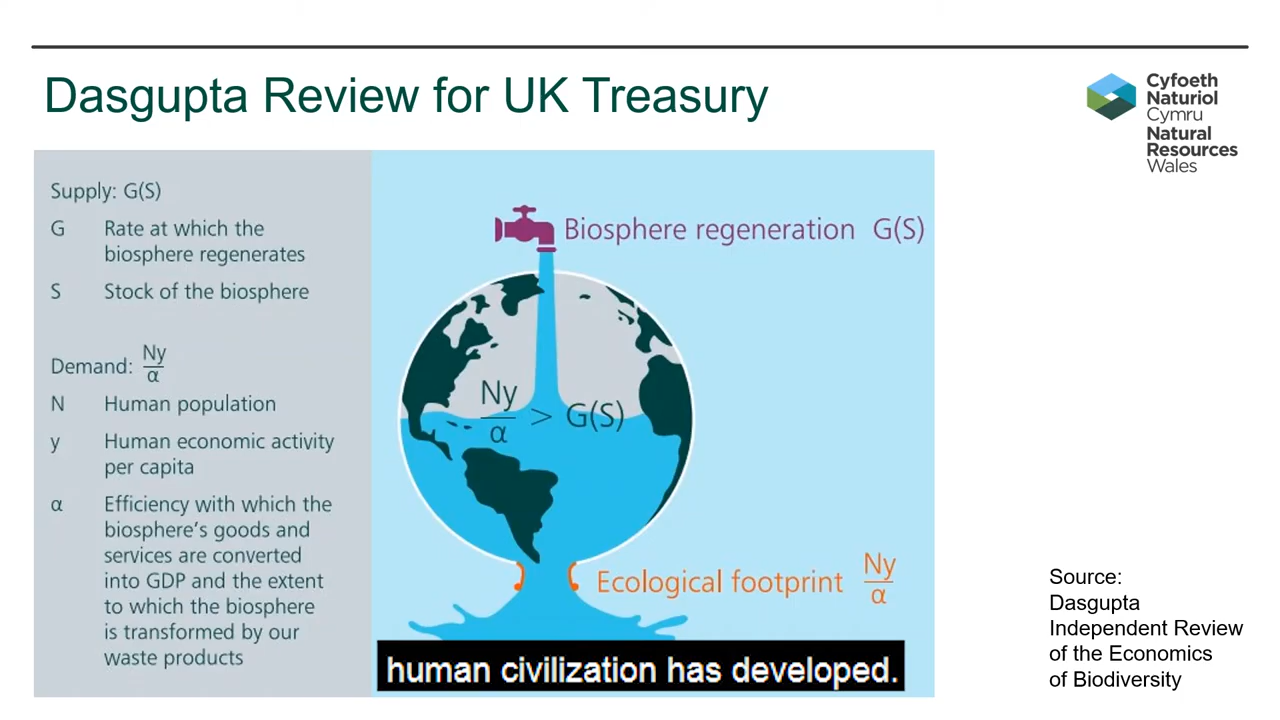 Dasgupta Review for UK Treasury
Cyfoeth
Naturiol
Cymru
Natural
Resources
Wales
Supply: G(S)
G Rate at which the
biosphere regenerates
S Stock of the biosphere
Demand: Ny/α
N Human population
y Human economic activity
per capita
α Efficiency with which the
biosphere's goods and
services are converted
into GDP and the extent
to which the biosphere
is transformed by our
waste products
Biosphere regeneration G(S)
Ny/α > G(S)
Ecological footprint Ny/α
human civilization has developed.
Source:
Dasgupta
Independent Review
of the Economics
of Biodiversity